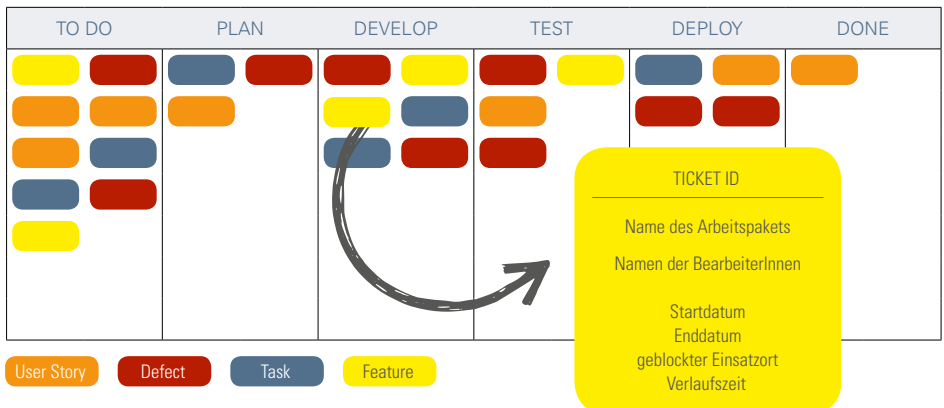 TO DO PLAN DEVELOP TEST DEPLOY DONE
TICKET ID
Name des Arbeitspakets
Namen der BearbeiterInnen
Startdatum
Enddatum
geblockter Einsatzort
Verlaufszeit
User Story Defect Task Feature